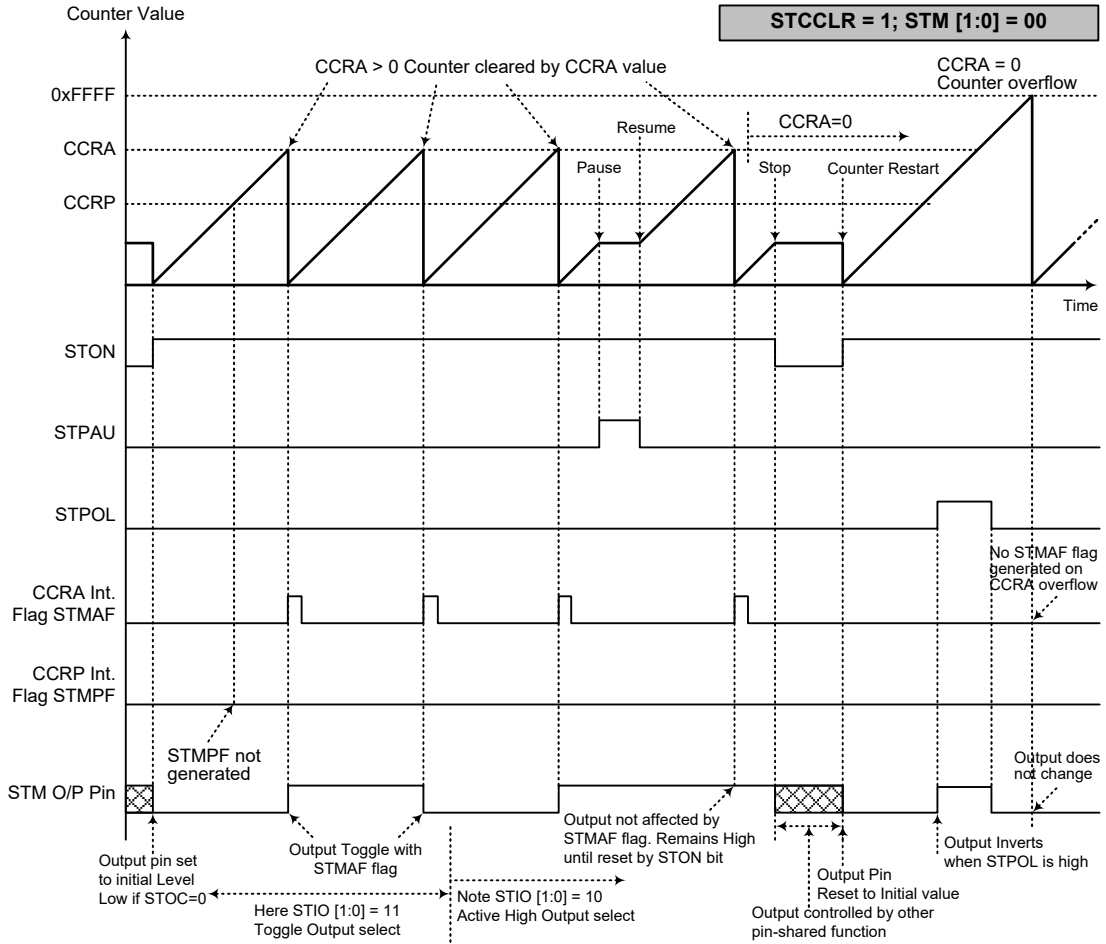 Counter Value
STCCLR = 1; STM [1:0] = 00
CCRA > 0 Counter cleared by CCRA value
CCRA = 0
Counter overflow
0xFFFF
CCRA=0
Resume
CCRA
Pause
Stop
Counter Restart
CCRP
Time
STON
STPAU
STPOL
No STMAF flag
generated on
CCRA overflow
CCRA Int.
Flag STMAF
CCRP Int.
Flag STMPF
STMPF not
generated
Output does
not change
STM O/P Pin
Output not affected by
STMAF flag. Remains High
until reset by STON bit
Output Toggle with
STMAF flag
Output Inverts
when STPOL is high
Output pin set
to initial Level
Low if STOC=0
Output Pin
Reset to Initial value
Here STIO [1:0] = 11
Toggle Output select
Note STIO [1:0] = 10
Active High Output select
Output controlled by other
pin-shared function